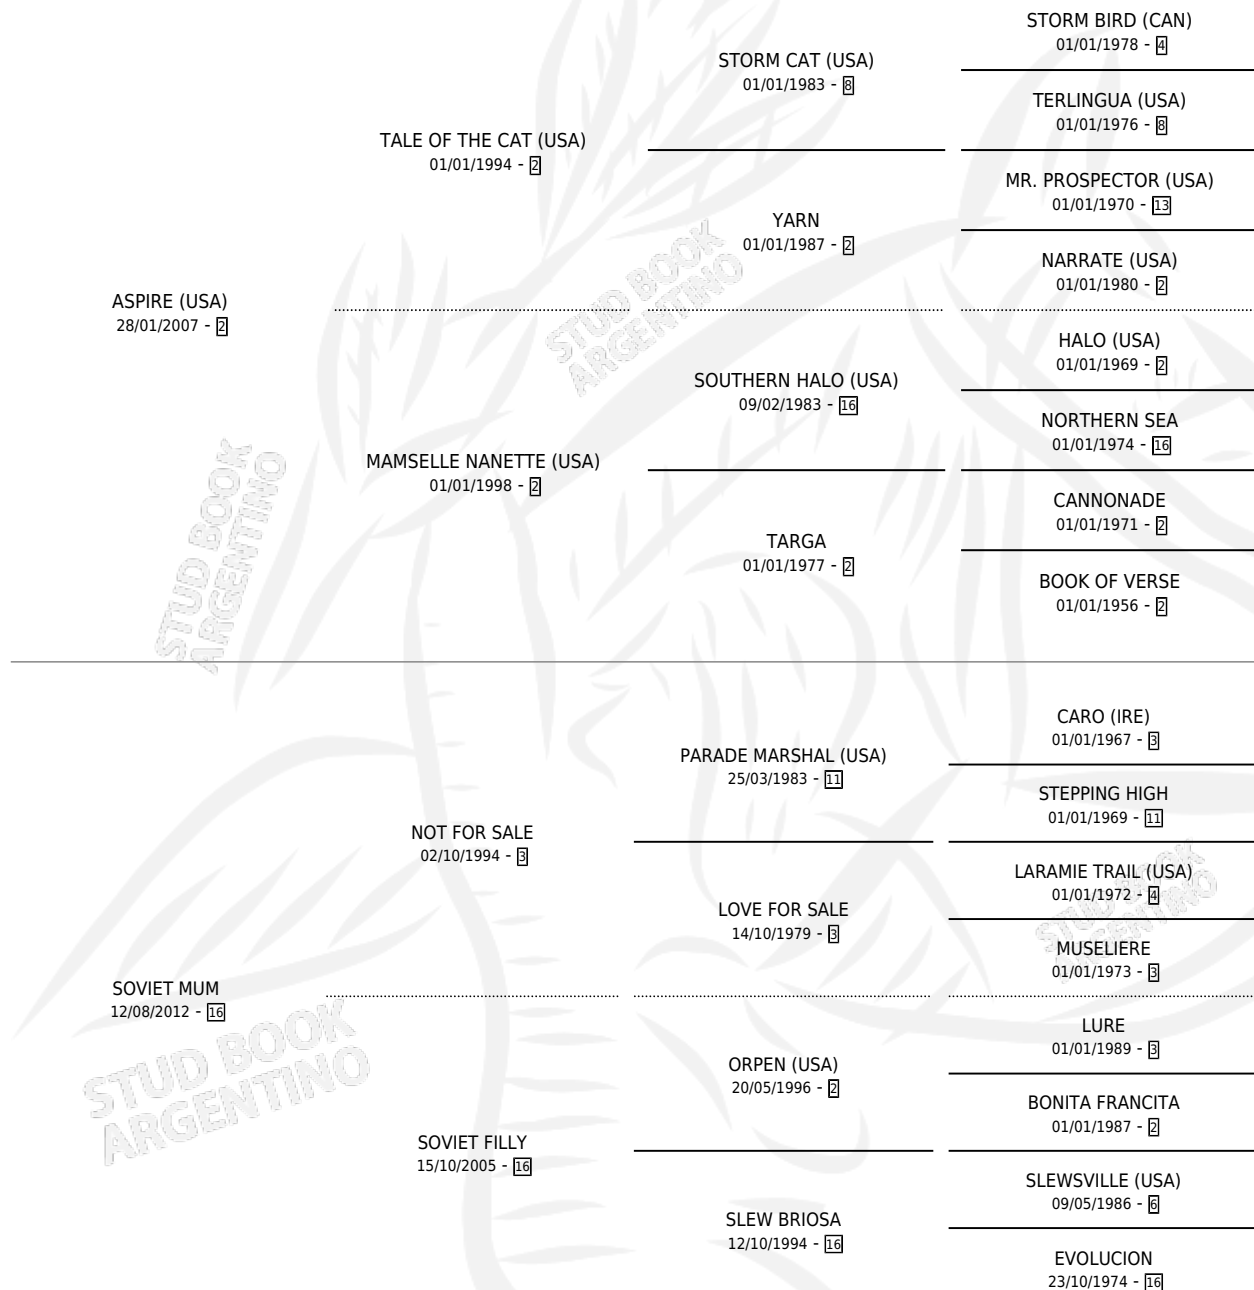 STORM BIRD (CAN)
01/01/1978 - 4
STORM CAT (USA)
01/01/1983 - 8
TERLINGUA (USA)
01/01/1976 - 8
TALE OF THE CAT (USA)
01/01/1994 - 2
MR. PROSPECTOR (USA)
01/01/1970 - 13
YARN
01/01/1987 - 2
NARRATE (USA)
01/01/1980 - 2
ASPIRE (USA)
28/01/2007 - 2
HALO (USA)
01/01/1969 - 2
SOUTHERN HALO (USA)
09/02/1983 - 16
NORTHERN SEA
01/01/1974 - 16
MAMSELLE NANETTE (USA)
01/01/1998 - 2
CANNONADE
01/01/1971 - 2
TARGA
01/01/1977 - 2
BOOK OF VERSE
01/01/1956 - 2
CARO (IRE)
01/01/1967 - 3
PARADE MARSHAL (USA)
25/03/1983 - 11
STEPPING HIGH
01/01/1969 - 11
NOT FOR SALE
02/10/1994 - 3
LARAMIE TRAIL (USA)
01/01/1972 - 4
LOVE FOR SALE
14/10/1979 - 3
MUSELIERE
01/01/1973 - 3
SOVIET MUM
12/08/2012 - 16
LURE
01/01/1989 - 3
ORPEN (USA)
20/05/1996 - 2
BONITA FRANCITA
01/01/1987 - 2
SOVIET FILLY
15/10/2005 - 16
SLEWSVILLE (USA)
09/05/1986 - 6
SLEW BRIOSA
12/10/1994 - 16
EVOLUCION
23/10/1974 - 16
STUD BOOK
ARGENTINO
STUD BOOK
ARGENTINO
STUD BOOK
ARGENTINO
STUD BOOK
ARGENTINO